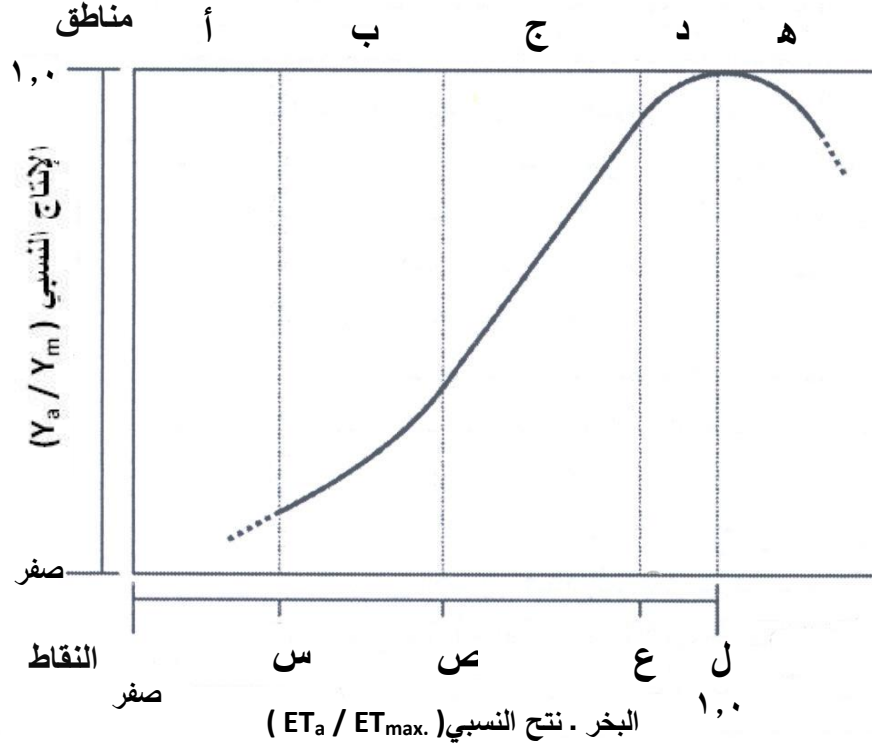 مناطق أ ب ج د ه
١,٠
الإنتاج النسبي ( Yₐ / Yₘ)
صفر
النقاط س ص ع ل
صفر ١,٠
البخر . نتح النسبي( ETₐ / ETₘₐₓ. )